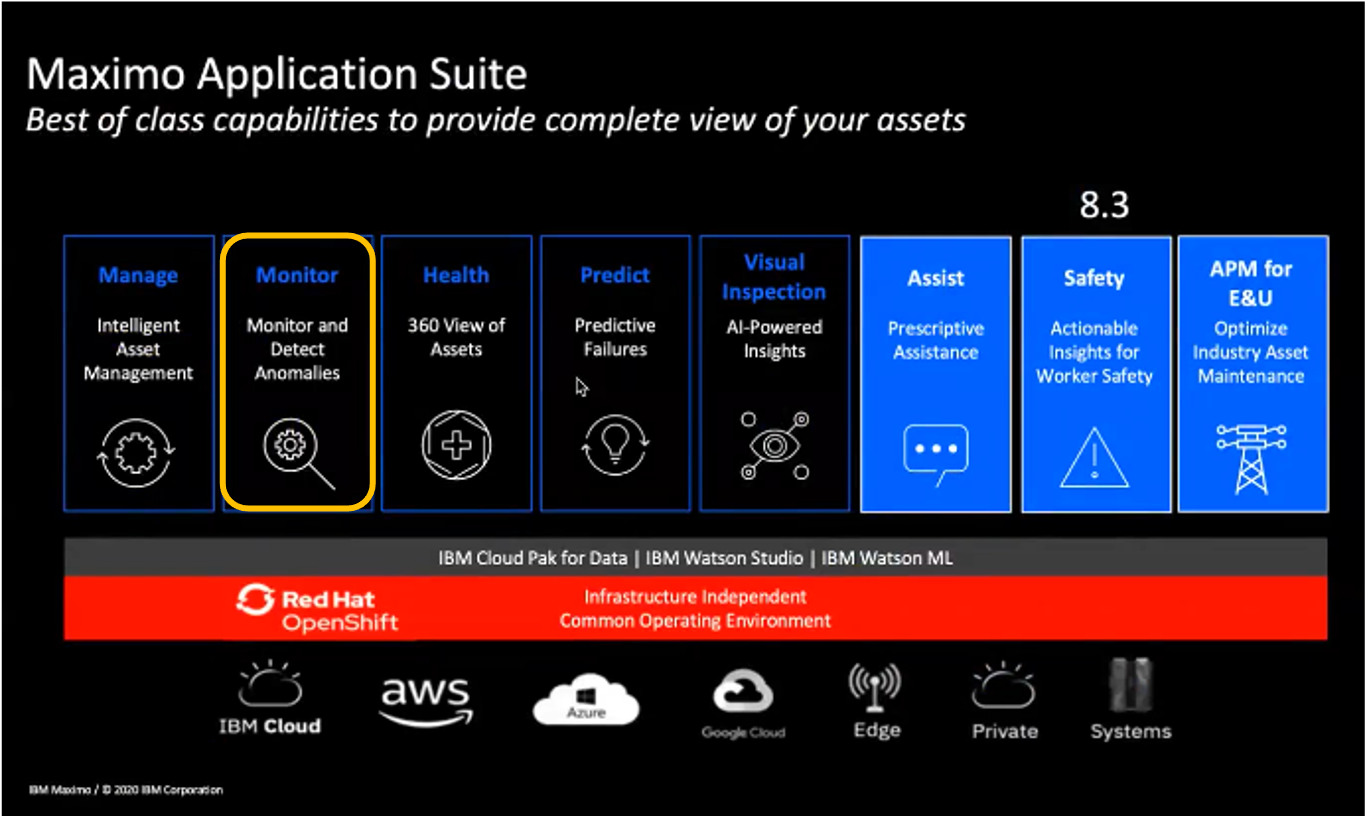 Maximo Application Suite
Best of class capabilities to provide complete view of your assets
8.3
Manage
Intelligent
Asset
Management
Monitor
Monitor and
Detect
Anomalies
Health
360 View of
Assets
Predict
Predictive
Failures
Visual
Inspection
AI-Powered
Insights
Assist
Prescriptive
Assistance
Safety
Actionable
Insights for
Worker Safety
APM for
E&U
Optimize
Industry Asset
Maintenance
IBM Cloud Pak for Data | IBM Watson Studio | IBM Watson ML
Red Hat
OpenShift
Infrastructure Independent
Common Operating Environment
IBM Cloud
aws
Azure
Google Cloud
Edge
Private
Systems
IBM Maximo / © 2020 IBM Corporation